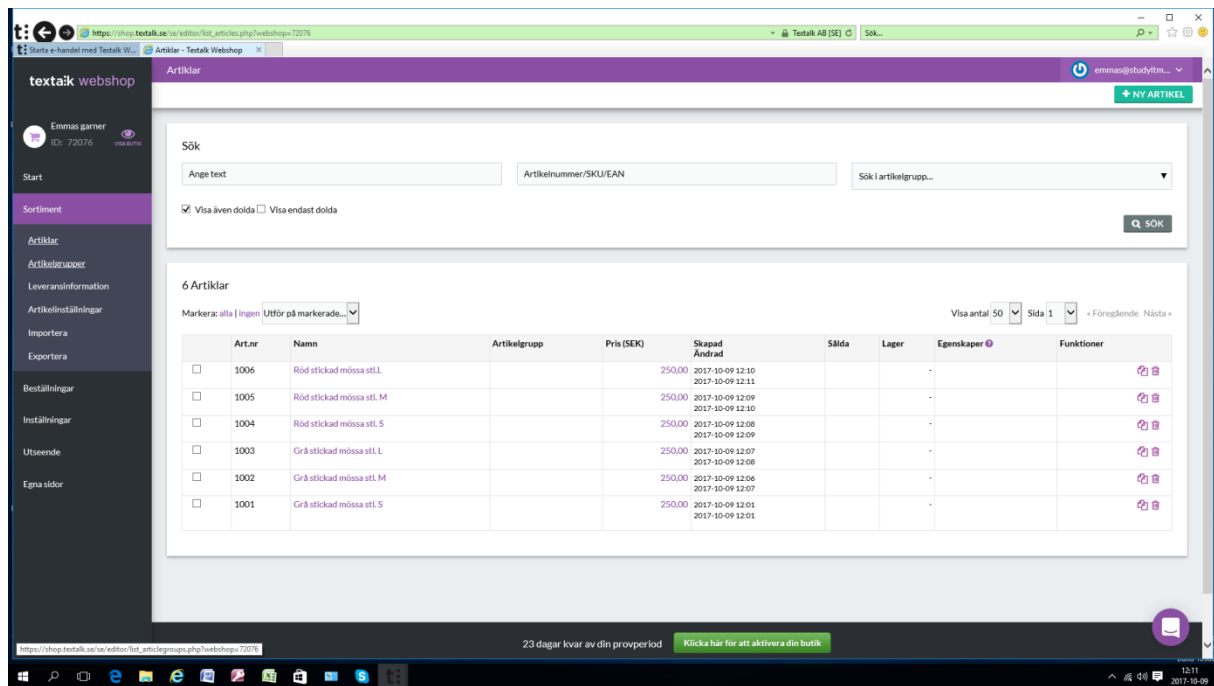 https://shop.textalk.se/se/editor/list_articles.php?webshop=72076
Textalk AB [SE]
Sök...
Starta e-handel med Textalk W...
Artiklar - Textalk Webshop
textalk webshop
Artiklar
emmas@studyitm...
+ NY ARTIKEL
Emmas garner
ID: 72076
VISA BUTIK
Start
Sortiment
Artiklar
Artikelgrupper
Leveransinformation
Artikelinställningar
Importera
Exportera
Beställningar
Inställningar
Utseende
Egna sidor
Sök
Ange text
Artikelnummer/SKU/EAN
Sök i artikelgrupp...
Visa även dolda Visa endast dolda
SÖK
6 Artiklar
Markera: alla | ingen Utför på markerade...
Visa antal 50 Sida 1 « Föregående Nästa »
Art.nr Namn Artikelgrupp Pris (SEK) Skapad Sålda Lager Egenskaper Funktioner
Ändrad
1006 Röd stickad mössa stl.L 250,00 2017-10-09 12:10 -
2017-10-09 12:11
1005 Röd stickad mössa stl. M 250,00 2017-10-09 12:09 -
2017-10-09 12:10
1004 Röd stickad mössa stl. S 250,00 2017-10-09 12:08 -
2017-10-09 12:09
1003 Grå stickad mössa stl. L 250,00 2017-10-09 12:07 -
2017-10-09 12:08
1002 Grå stickad mössa stl. M 250,00 2017-10-09 12:06 -
2017-10-09 12:07
1001 Grå stickad mössa stl. S 250,00 2017-10-09 12:01 -
2017-10-09 12:01
23 dagar kvar av din provperiod
Klicka här för att aktivera din butik
https://shop.textalk.se/se/editor/list_articlegroups.php?webshop=72076
12:11
2017-10-09